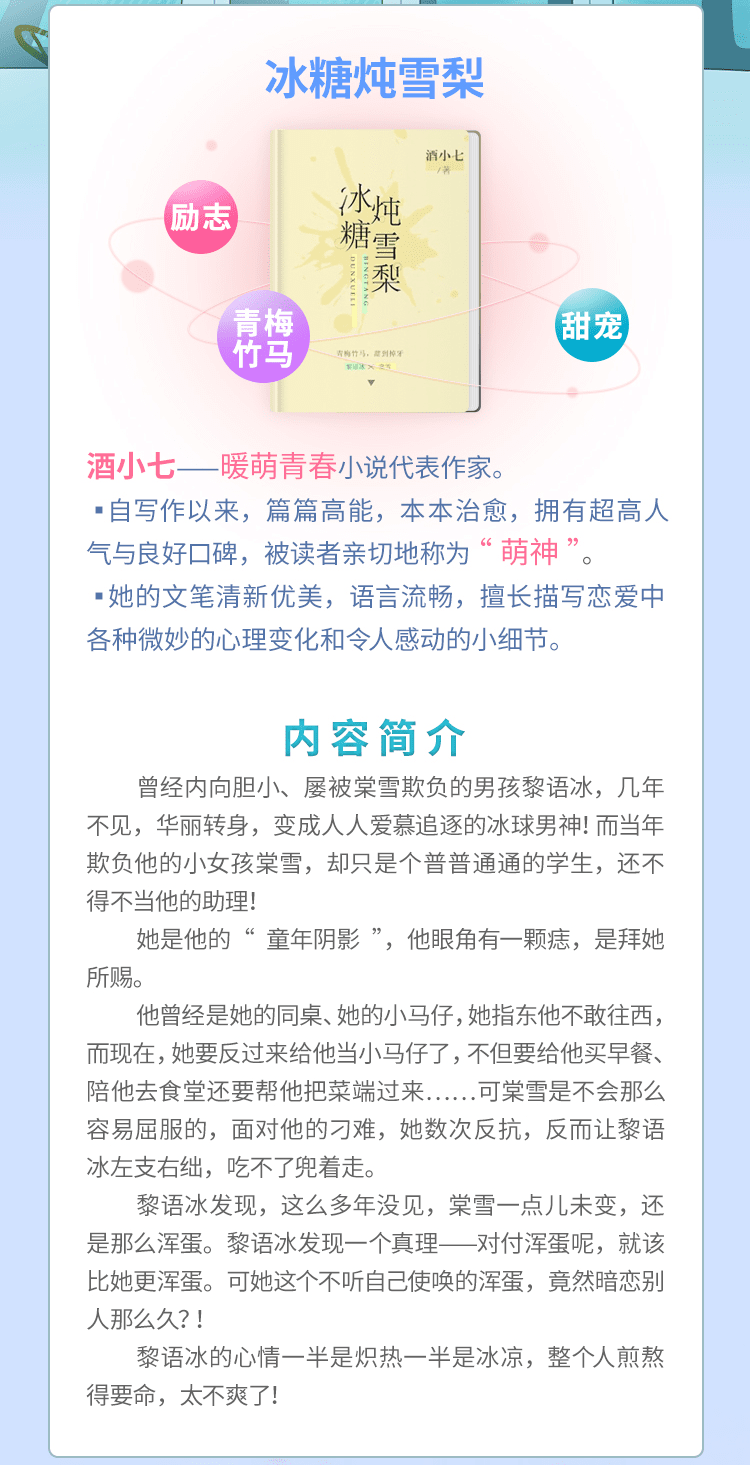 冰糖炖雪梨
酒小七
/著
冰糖
炖雪梨
BINGTANG
DUNXUELI
励志
青梅
竹马
甜宠
青梅竹马，甜到掉牙
黎语冰 × 棠雪
酒小七——暖萌青春小说代表作家。
▪自写作以来，篇篇高能，本本治愈，拥有超高人
气与良好口碑，被读者亲切地称为“萌神”。
▪她的文笔清新优美，语言流畅，擅长描写恋爱中
各种微妙的心理变化和令人感动的小细节。
内容简介
曾经内向胆小、屡被棠雪欺负的男孩黎语冰，几年
不见，华丽转身，变成人人爱慕追逐的冰球男神！而当年
欺负他的小女孩棠雪，却只是个普普通通的学生，还不
得不当他的助理！
她是他的“童年阴影”，他眼角有一颗痣，是拜她
所赐。
他曾经是她的同桌、她的小马仔，她指东他不敢往西，
而现在，她要反过来给他当小马仔了，不但要给他买早餐、
陪他去食堂还要帮他把菜端过来……可棠雪是不会那么
容易屈服的，面对他的刁难，她数次反抗，反而让黎语
冰左支右绌，吃不了兜着走。
黎语冰发现，这么多年没见，棠雪一点儿未变，还
是那么浑蛋。黎语冰发现一个真理——对付浑蛋呢，就该
比她更浑蛋。可她这个不听自己使唤的浑蛋，竟然暗恋别
人那么久？！
黎语冰的心情一半是炽热一半是冰凉，整个人煎熬
得要命，太不爽了！